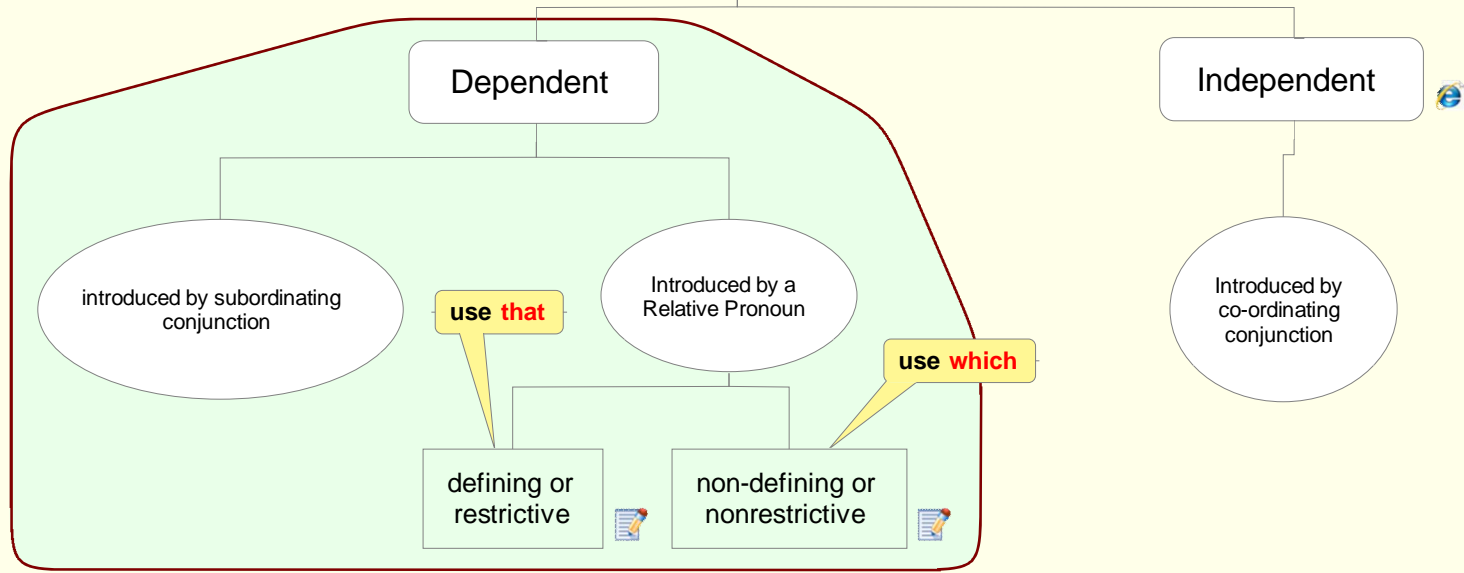 Dependent
Independent
introduced by subordinating
conjunction
use that
Introduced by a
Relative Pronoun
use which
Introduced by
co-ordinating
conjunction
defining or
restrictive
non-defining or
nonrestrictive